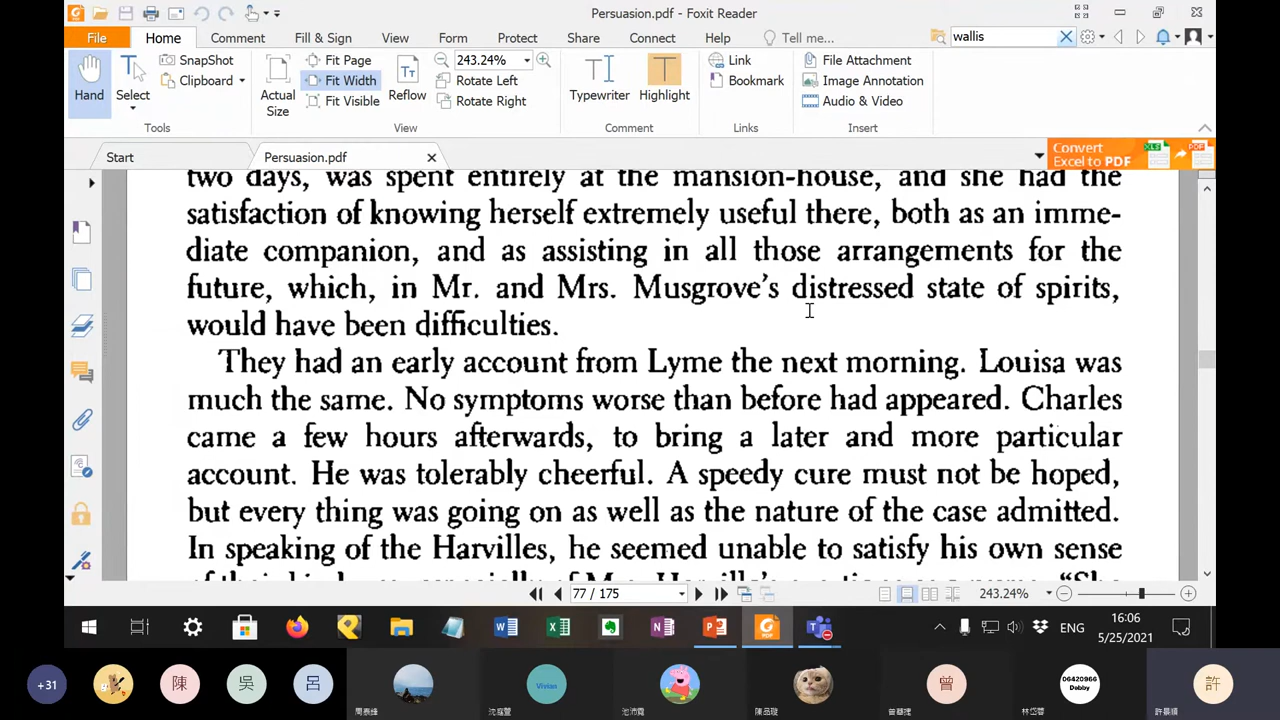 Persuasion.pdf - Foxit Reader
File Home Comment Fill & Sign View Form Protect Share Connect Help Tell me... wallis
Hand
Select
SnapShot
Clipboard
Actual Size
Fit Page
Fit Width
Fit Visible
Reflow
243.24%
Rotate Left
Rotate Right
Typewriter
Highlight
Link
Bookmark
File Attachment
Image Annotation
Audio & Video
Tools View Comment Links Insert
Start Persuasion.pdf
Convert
Excel to PDF
XLS PDF
two days, was spent entirely at the mansion-house, and she had the
satisfaction of knowing herself extremely useful there, both as an imme-
diate companion, and as assisting in all those arrangements for the
future, which, in Mr. and Mrs. Musgrove's distressed state of spirits,
would have been difficulties.
They had an early account from Lyme the next morning. Louisa was
much the same. No symptoms worse than before had appeared. Charles
came a few hours afterwards, to bring a later and more particular
account. He was tolerably cheerful. A speedy cure must not be hoped,
but every thing was going on as well as the nature of the case admitted.
In speaking of the Harvilles, he seemed unable to satisfy his own sense
77 / 175 243.24%
ENG
16:06
5/25/2021
+31 陳 吳 呂 Vivian 曾 06420966 Debby 許